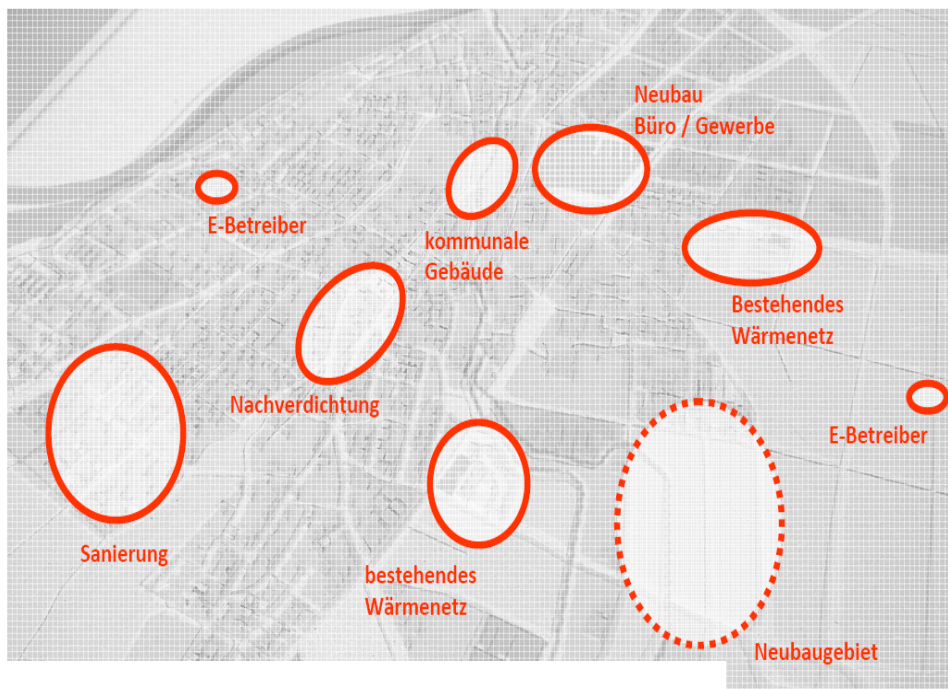 Neubau
Büro / Gewerbe
E-Betreiber
kommunale
Gebäude
Bestehendes
Wärmenetz
Nachverdichtung
E-Betreiber
Sanierung
bestehendes
Wärmenetz
Neubaugebiet